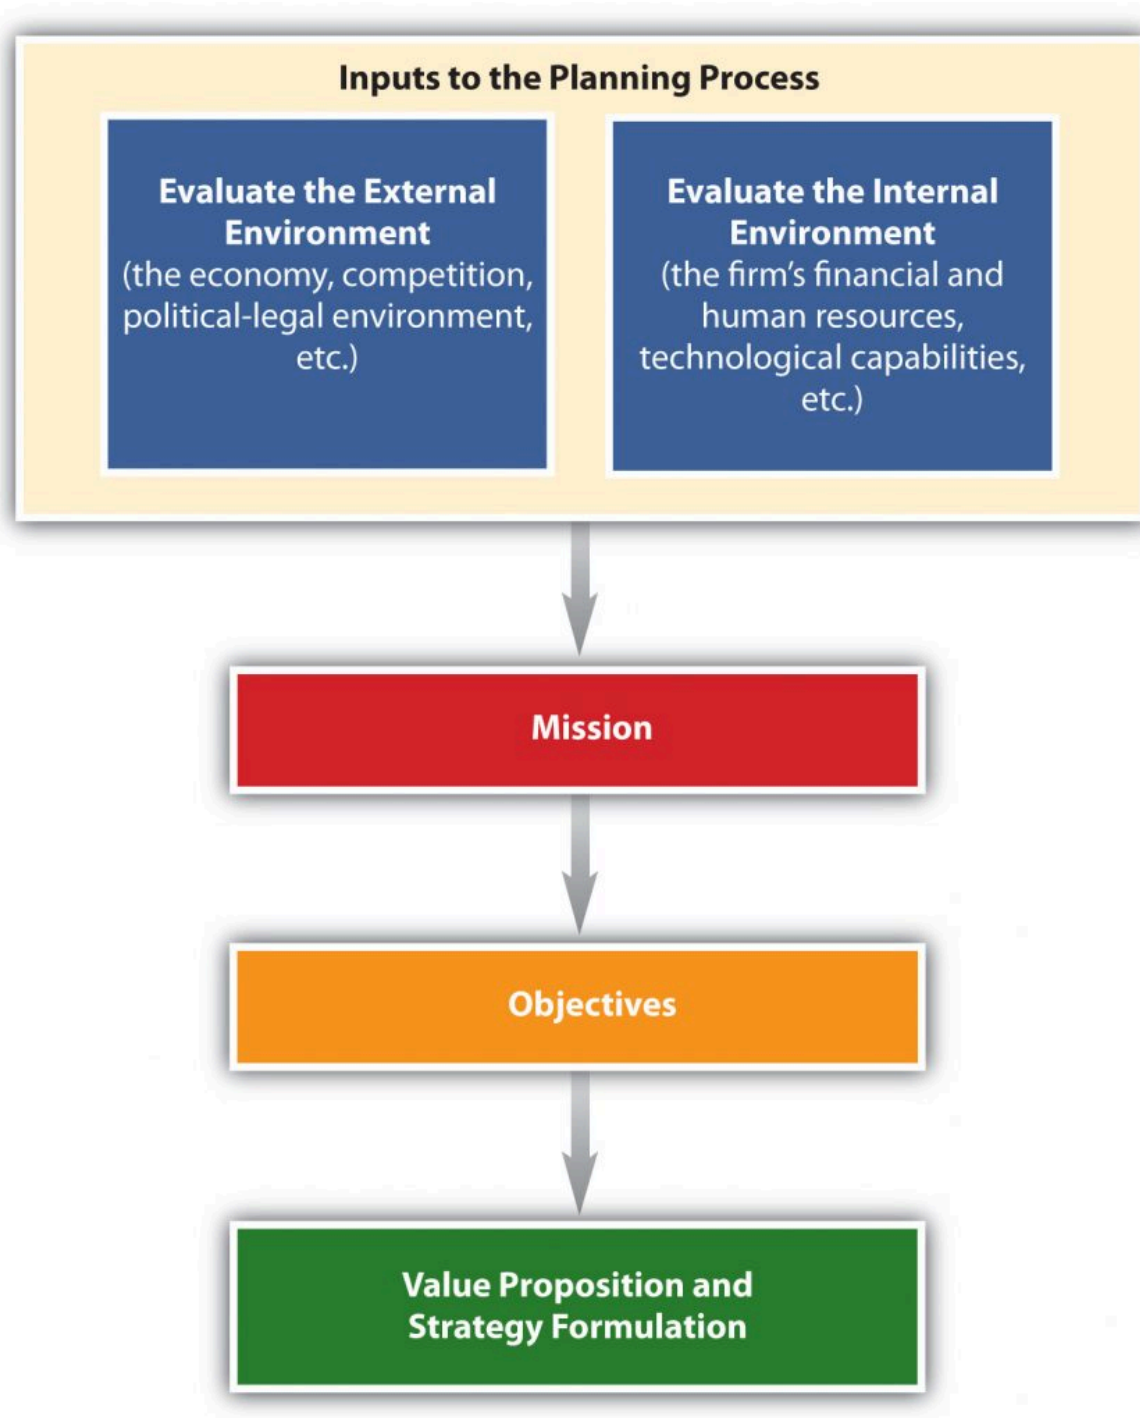 Inputs to the Planning Process
Evaluate the External
Environment
(the economy, competition,
political-legal environment,
etc.)
Evaluate the Internal
Environment
(the firm’s financial and
human resources,
technological capabilities,
etc.)
Mission
Objectives
Value Proposition and
Strategy Formulation